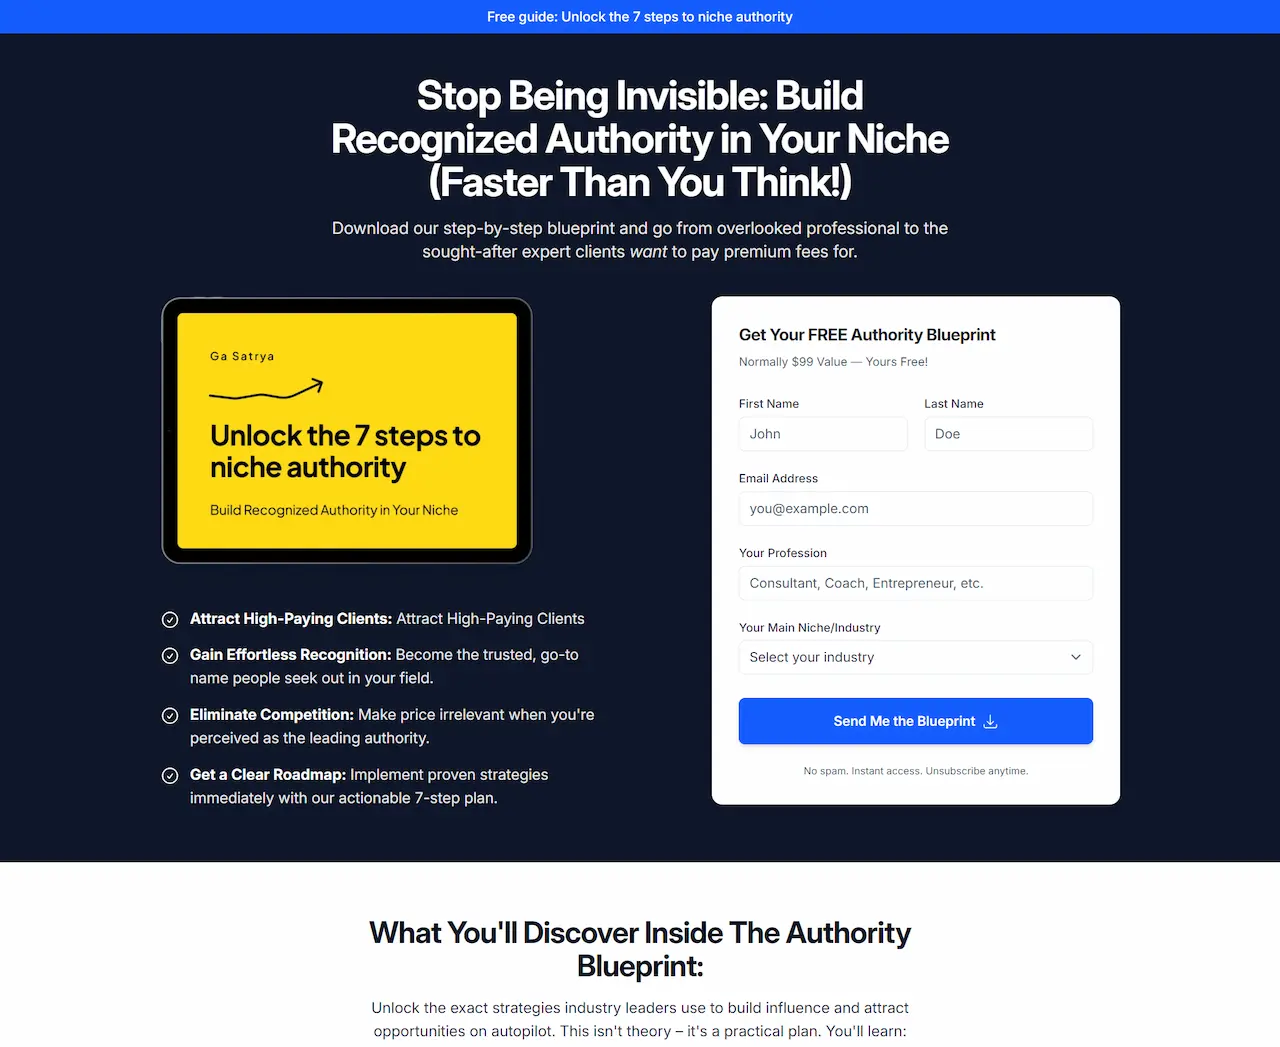 Free guide: Unlock the 7 steps to niche authority
Stop Being Invisible: Build
Recognized Authority in Your Niche
(Faster Than You Think!)
Download our step-by-step blueprint and go from overlooked professional to the
sought-after expert clients want to pay premium fees for.
Ga Satrya
Unlock the 7 steps to
niche authority
Build Recognized Authority in Your Niche
Attract High-Paying Clients: Attract High-Paying Clients
Gain Effortless Recognition: Become the trusted, go-to
name people seek out in your field.
Eliminate Competition: Make price irrelevant when you're
perceived as the leading authority.
Get a Clear Roadmap: Implement proven strategies
immediately with our actionable 7-step plan.
Get Your FREE Authority Blueprint
Normally $99 Value — Yours Free!
First Name
Last Name
John
Doe
Email Address
you@example.com
Your Profession
Consultant, Coach, Entrepreneur, etc.
Your Main Niche/Industry
Select your industry
Send Me the Blueprint
No spam. Instant access. Unsubscribe anytime.
What You'll Discover Inside The Authority
Blueprint:
Unlock the exact strategies industry leaders use to build influence and attract
opportunities on autopilot. This isn't theory – it's a practical plan. You'll learn: